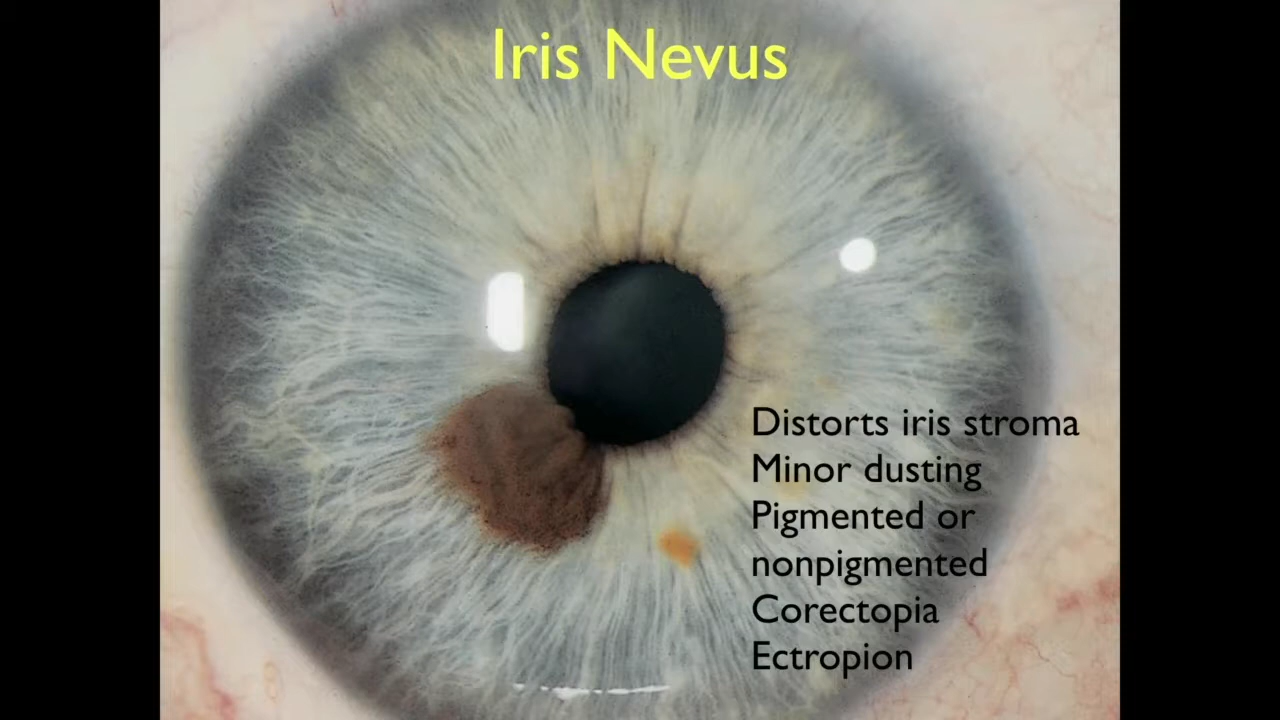 Iris Nevus
Distorts iris stroma
Minor dusting
Pigmented or
nonpigmented
Corectopia
Ectropion